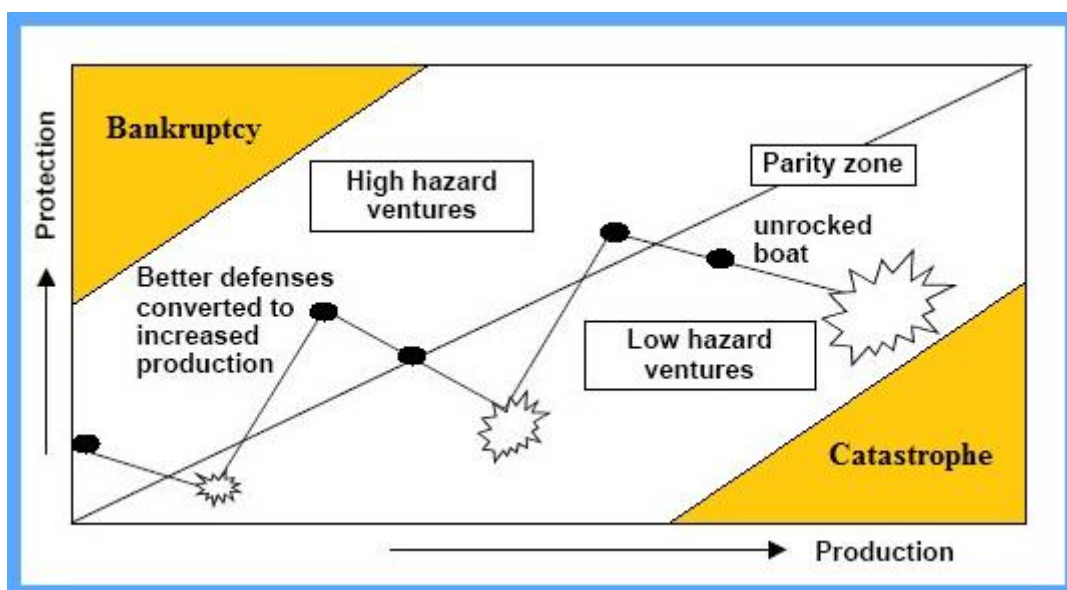 Bankruptcy
Protection
High hazard
ventures
Parity zone
unrocked
boat
Better defenses
converted to
increased
production
Low hazard
ventures
Catastrophe
Production